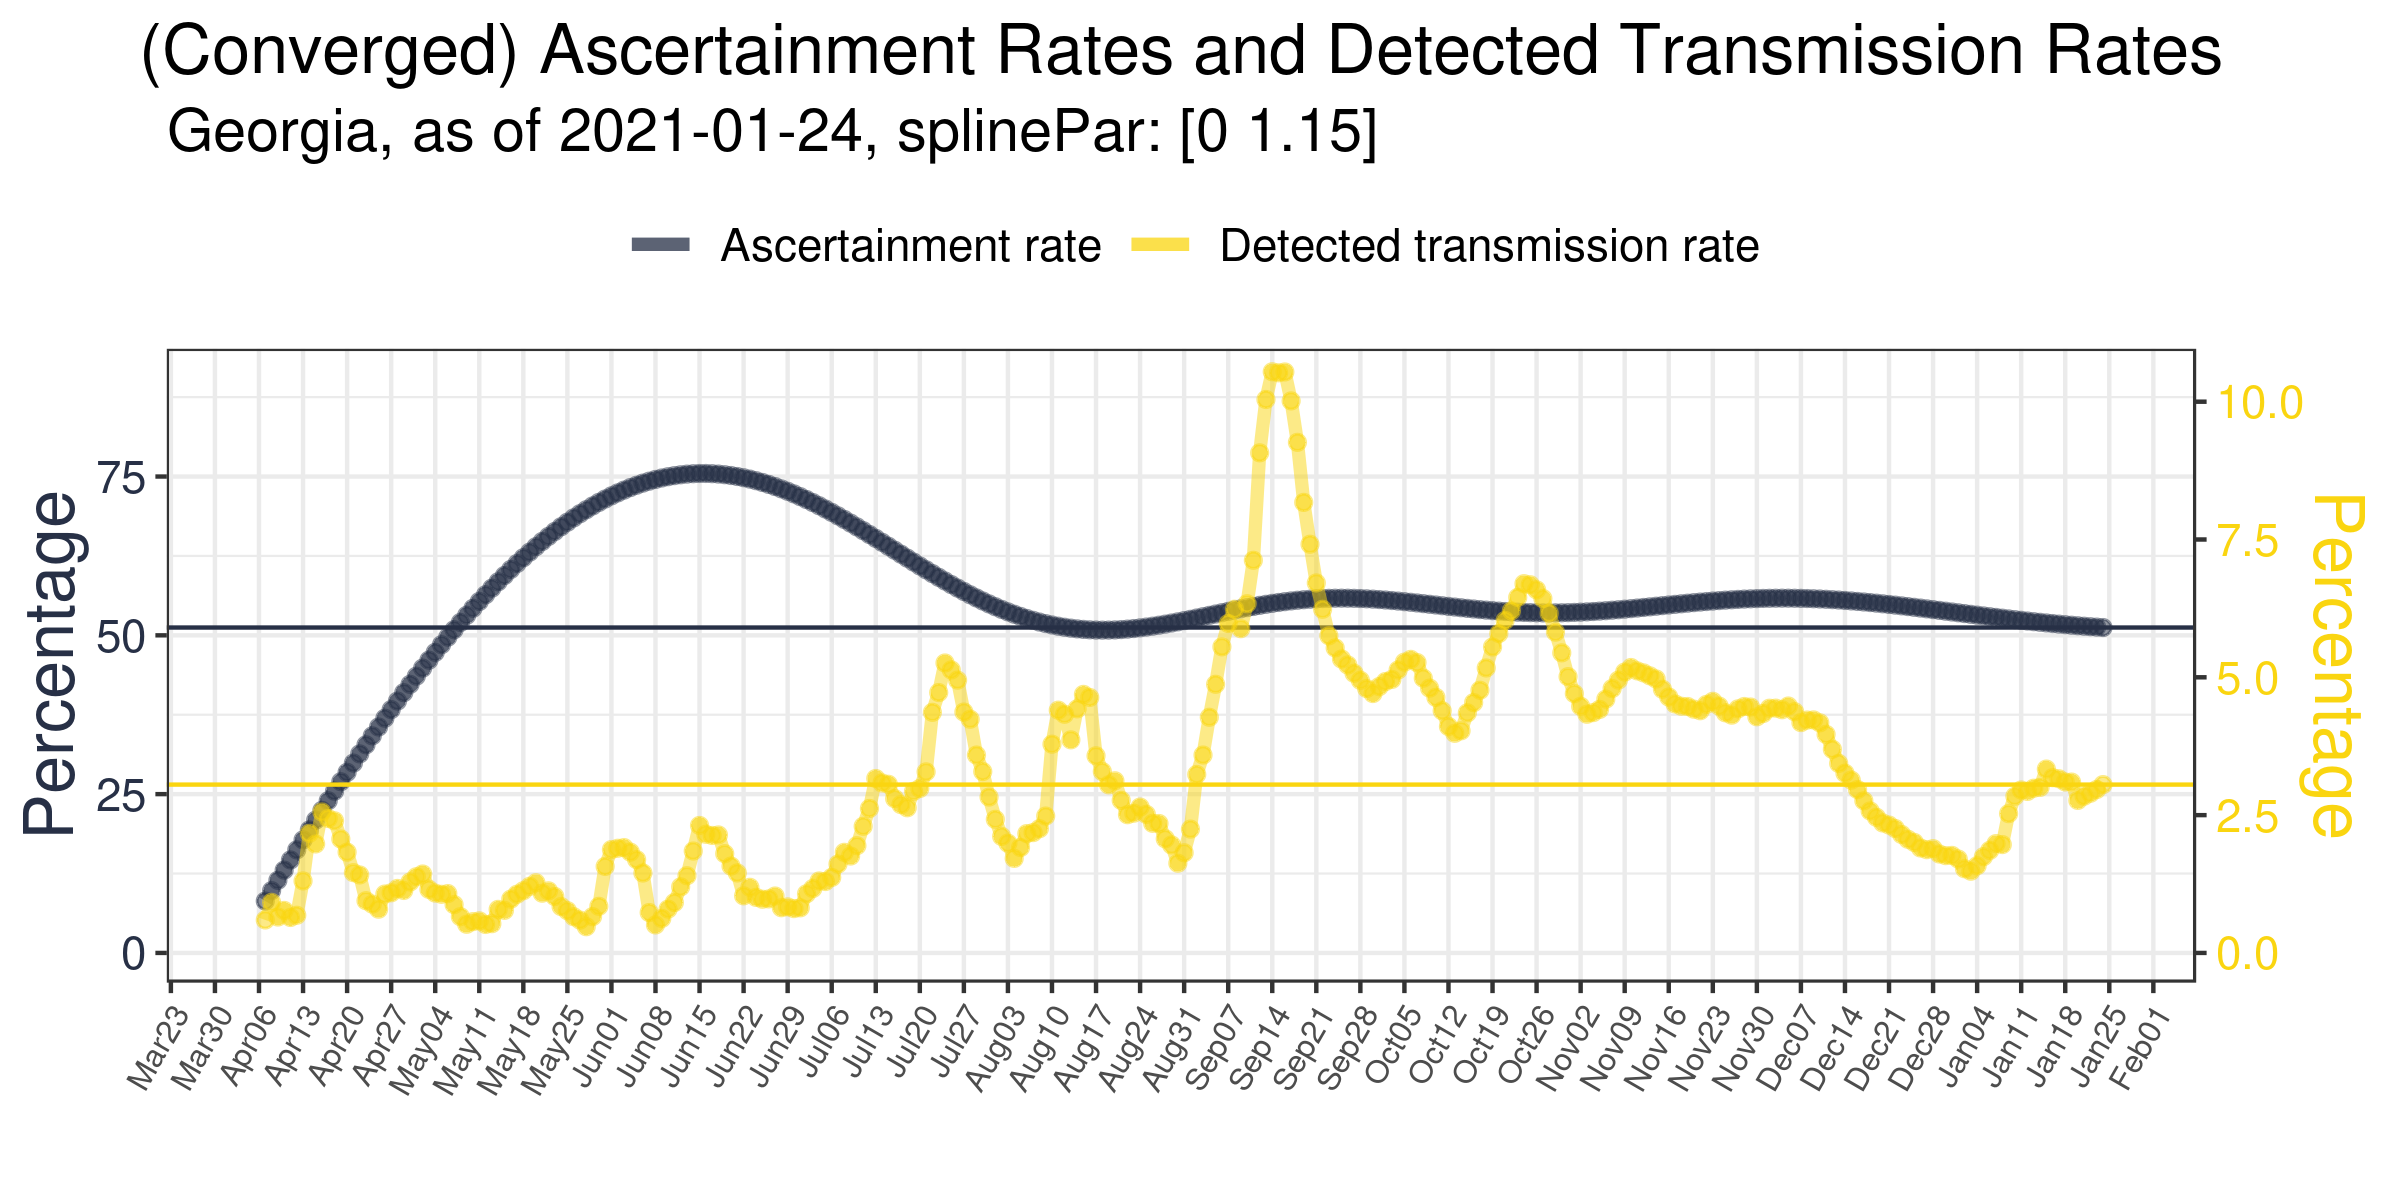 (Converged) Ascertainment Rates and Detected Transmission Rates
Georgia, as of 2021-01-24, splinePar: [0 1.15]
Ascertainment rate
Detected transmission rate
Percentage
75
50
25
0
10.0
7.5
5.0
2.5
0.0
Percentage
Mar23
Mar30
Apr06
Apr13
Apr20
Apr27
May04
May11
May18
May25
Jun01
Jun08
Jun15
Jun22
Jun29
Jul06
Jul13
Jul20
Jul27
Aug03
Aug10
Aug17
Aug24
Aug31
Sep07
Sep14
Sep21
Sep28
Oct05
Oct12
Oct19
Oct26
Nov02
Nov09
Nov16
Nov23
Nov30
Dec07
Dec14
Dec21
Dec28
Jan04
Jan11
Jan18
Jan25
Feb01